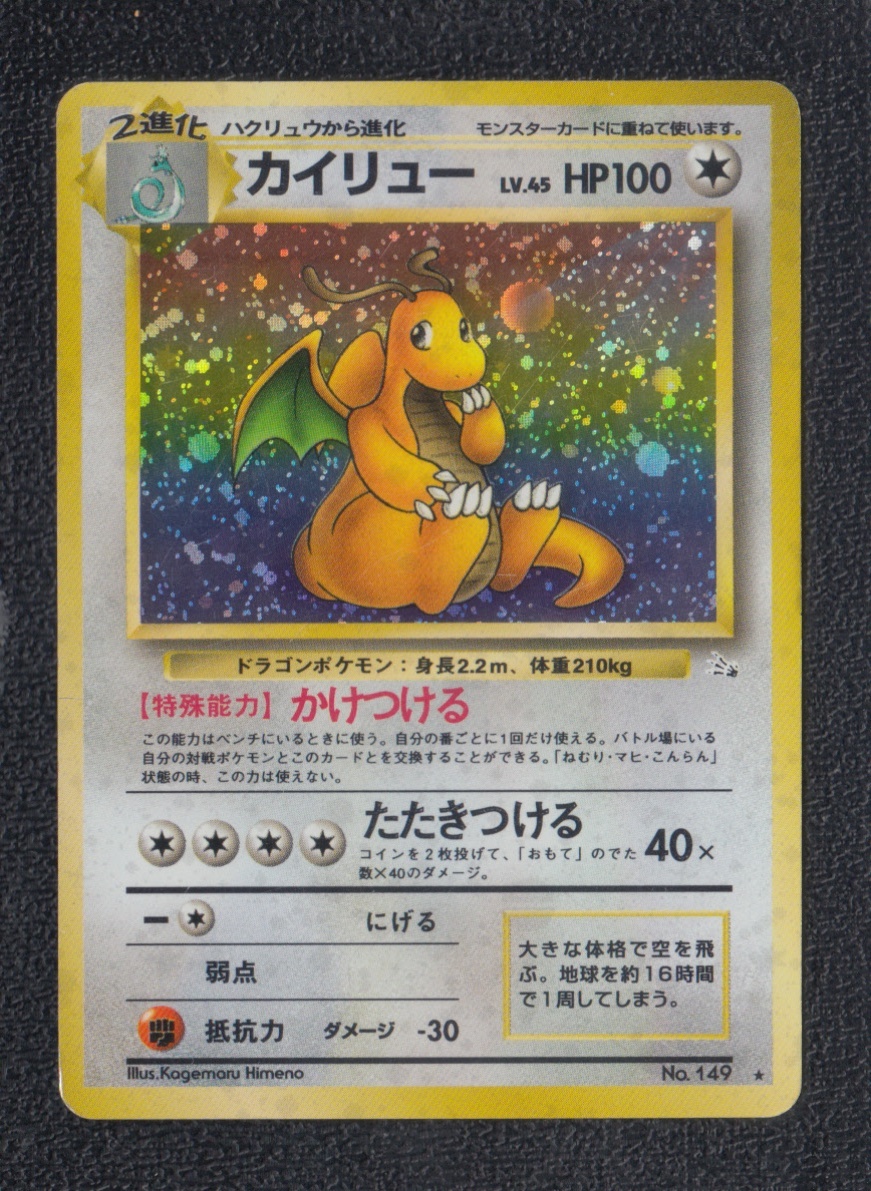 2進化 ハクリュウから進化 モンスターカードに重ねて使います。
カイリュー LV.45 HP100
ドラゴンポケモン：身長2.2m、体重210kg
【特殊能力】 かけつける
この能力はベンチにいるときに使う。自分の番ごとに1回だけ使える。バトル場にいる
自分の対戦ポケモンとこのカードとを交換することができる。「ねむり・マヒ・こんらん」
状態の時、この力は使えない。
たたきつける
コインを2枚投げて、「おもて」のでた 40×
数×40のダメージ。
にげる
弱点
抵抗力 ダメージ -30
大きな体格で空を飛
ぶ。地球を約16時間
で1周してしまう。
Illus.Kagemaru Himeno No. 149 ★